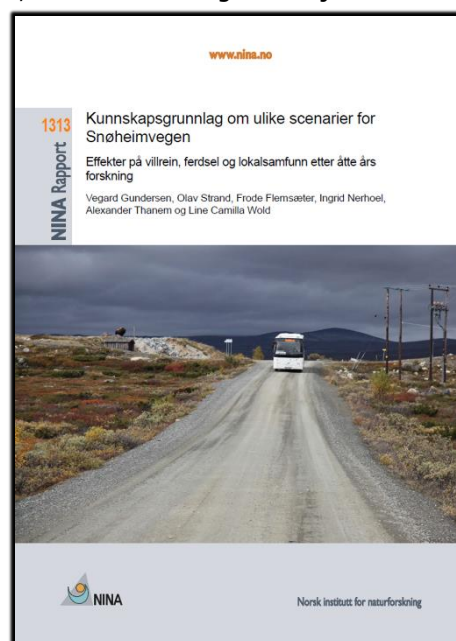 www.nina.no
1313
NINA Rapport
Kunnskapsgrunnlag om ulike scenarier for
Snøheimvegen
Effekter på villrein, ferdsel og lokalsamfunn etter åtte års
forskning
Vegard Gundersen, Olav Strand, Frode Flemsæter, Ingrid Nerhoel,
Alexander Thanem og Line Camilla Wold
NINA
Norsk institutt for naturforskning